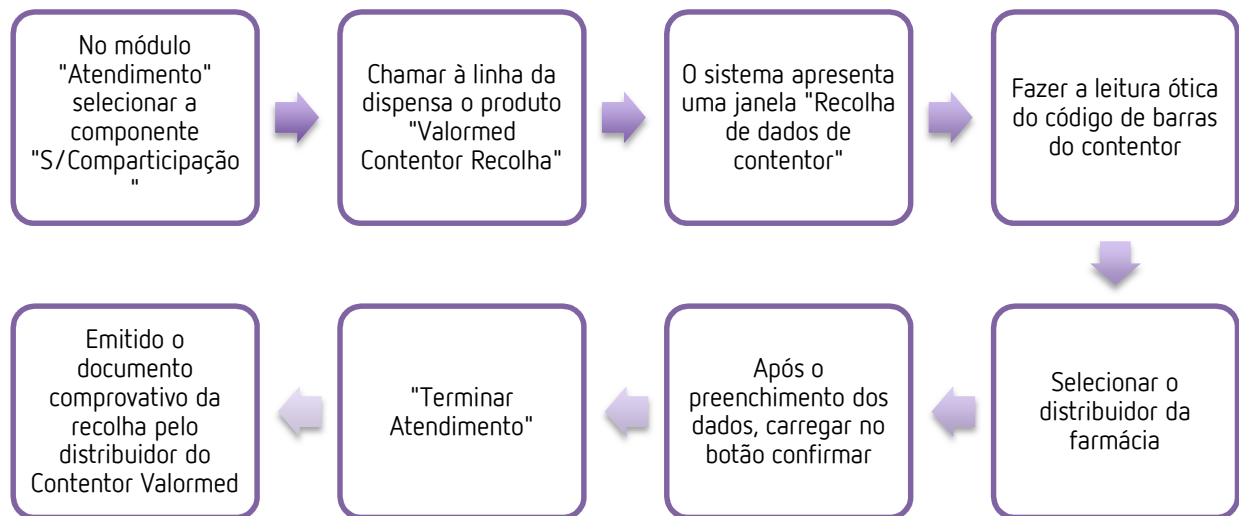 No módulo
"Atendimento"
selecionar a
componente
"S/Comparticipação
"
Chamar à linha da
dispensa o produto
"Valormed
Contentor Recolha"
O sistema apresenta
uma janela "Recolha
de dados de
contentor"
Fazer a leitura ótica
do código de barras
do contentor
Selecionar o
distribuidor da
farmácia
Após o
preenchimento dos
dados, carregar no
botão confirmar
"Terminar
Atendimento"
Emitido o
documento
comprovativo da
recolha pelo
distribuidor do
Contentor Valormed